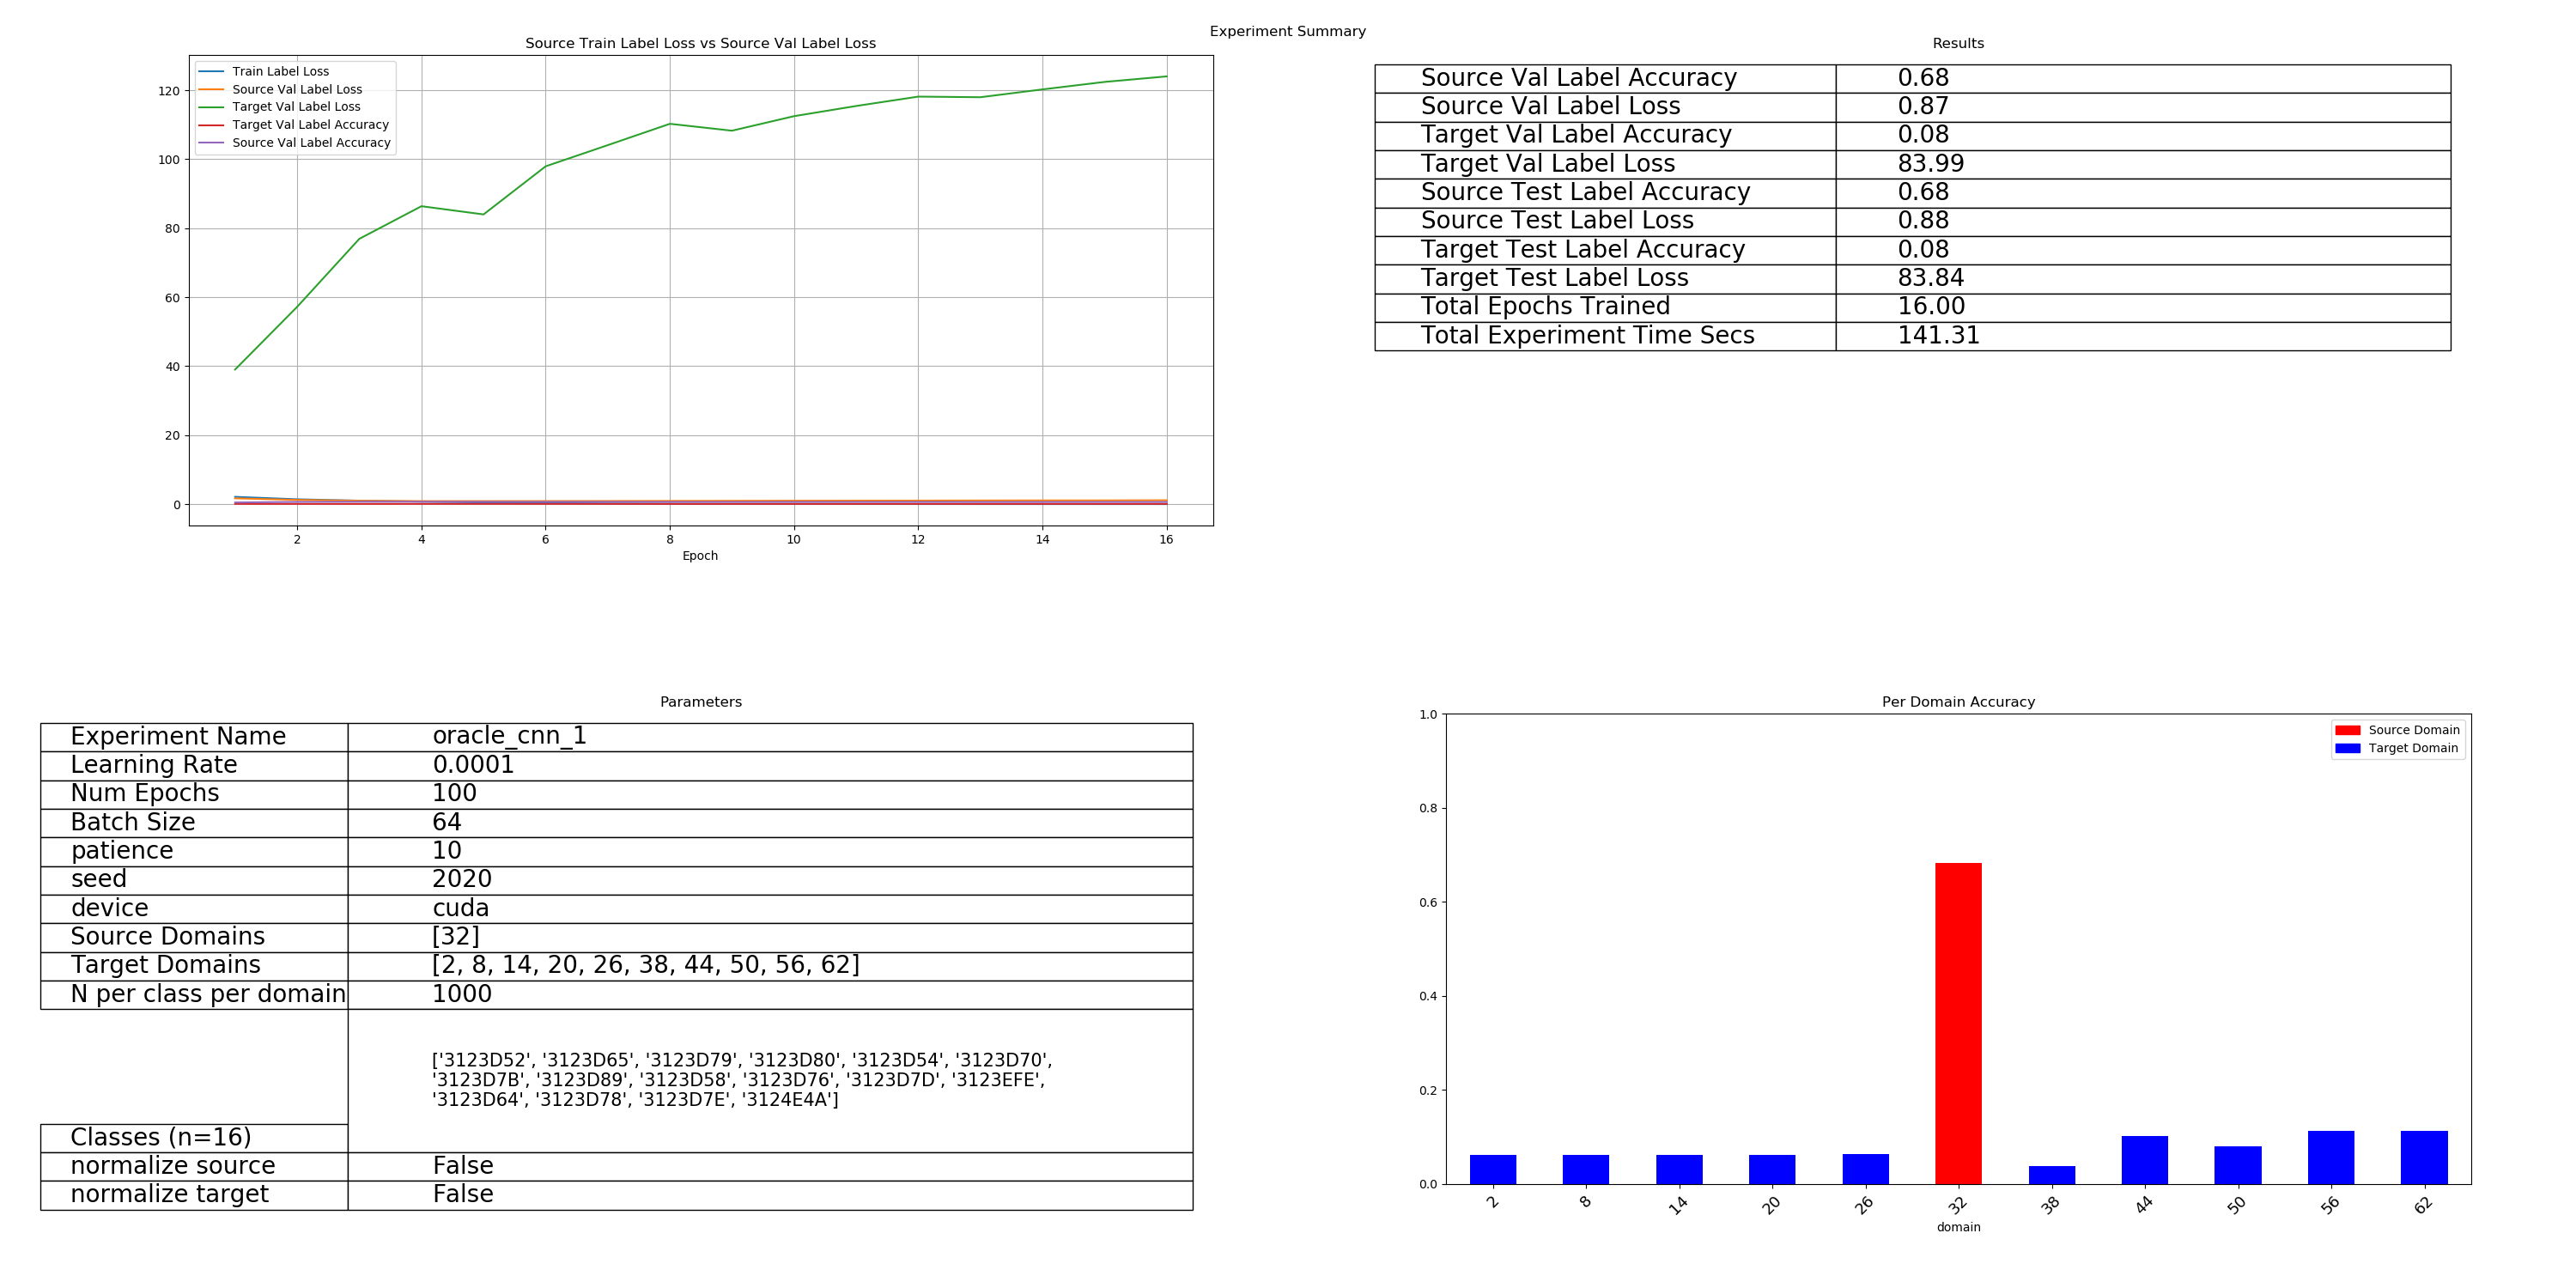 Experiment Summary
Source Train Label Loss vs Source Val Label Loss
Train Label Loss
Source Val Label Loss
Target Val Label Loss
Target Val Label Accuracy
Source Val Label Accuracy
120
100
80
60
40
20
0
2 4 6 8 10 12 14 16
Epoch
Results
Source Val Label Accuracy 0.68
Source Val Label Loss 0.87
Target Val Label Accuracy 0.08
Target Val Label Loss 83.99
Source Test Label Accuracy 0.68
Source Test Label Loss 0.88
Target Test Label Accuracy 0.08
Target Test Label Loss 83.84
Total Epochs Trained 16.00
Total Experiment Time Secs 141.31
Parameters
Experiment Name oracle_cnn_1
Learning Rate 0.0001
Num Epochs 100
Batch Size 64
patience 10
seed 2020
device cuda
Source Domains [32]
Target Domains [2, 8, 14, 20, 26, 38, 44, 50, 56, 62]
N per class per domain 1000
['3123D52', '3123D65', '3123D79', '3123D80', '3123D54', '3123D70',
'3123D7B', '3123D89', '3123D58', '3123D76', '3123D7D', '3123EFE',
'3123D64', '3123D78', '3123D7E', '3124E4A']
Classes (n=16)
normalize source False
normalize target False
Per Domain Accuracy
Source Domain
Target Domain
1.0
0.8
0.6
0.4
0.2
0.0
2 8 14 20 26 32 38 44 50 56 62
domain